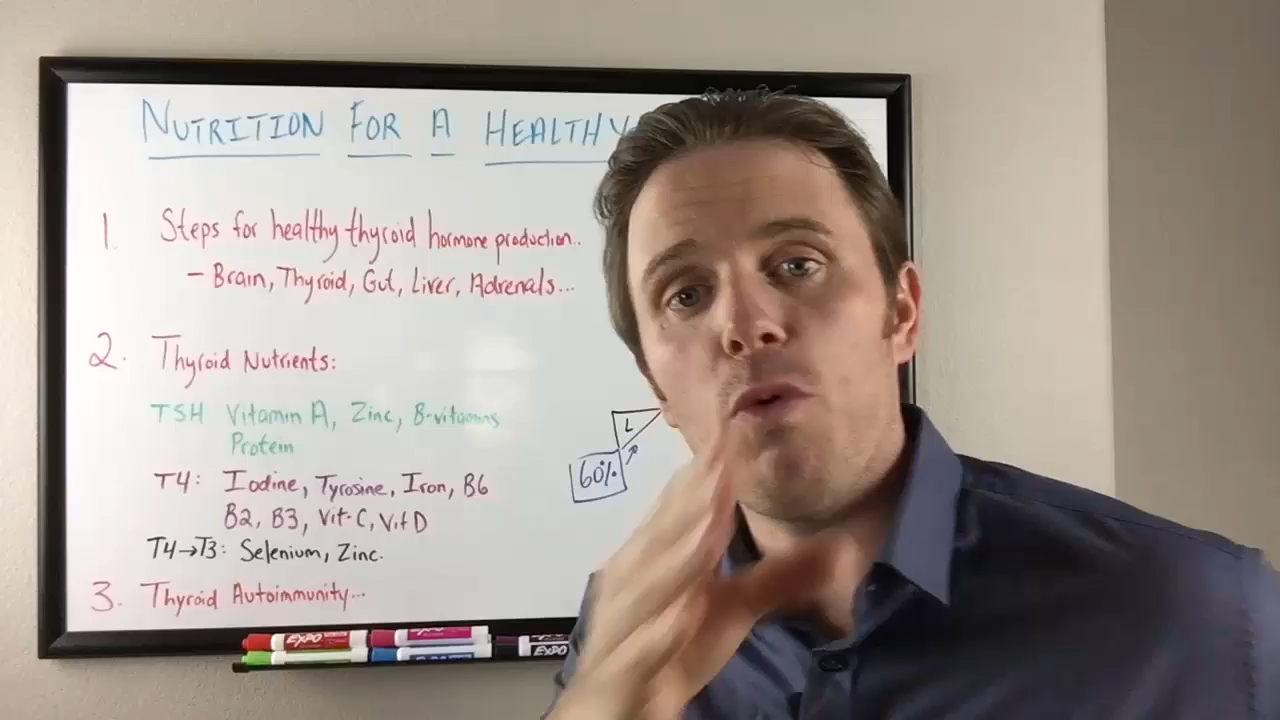 NUTRITION FOR A HEALTHY
1. Steps for healthy thyroid hormone production..
- Brain, Thyroid, Gut, Liver, Adrenals...
2. Thyroid Nutrients:
TSH Vitamin A, Zinc, B-vitamins
Protein
L
60%
T4: Iodine, Tyrosine, Iron, B6
B2, B3, Vit-C, Vit D
T4→T3: Selenium, Zinc.
3. Thyroid Autoimmunity...
EXPO
EXPO